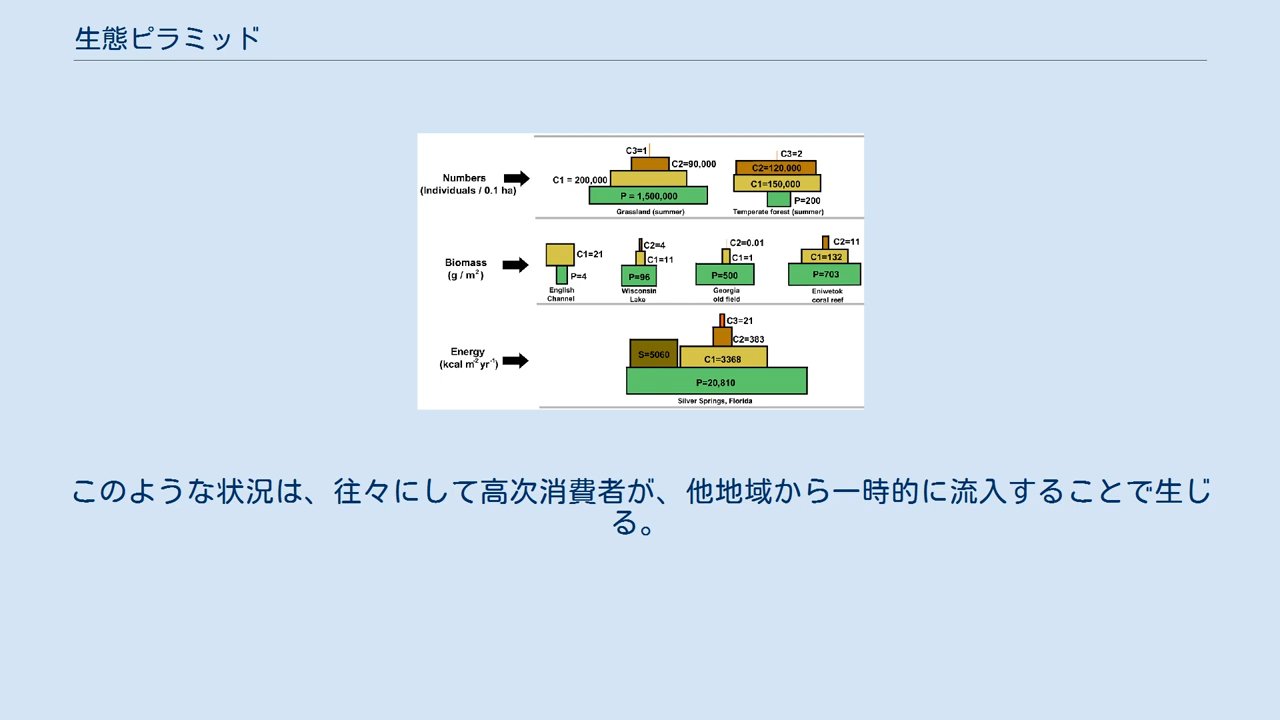 生態ピラミッド
C3=1
C2=90,000
C1 = 200,000
P = 1,500,000
Grassland (summer)
C3=2
C2=120,000
C1=150,000
P=200
Temperate forest (summer)
Numbers
(Individuals / 0.1 ha)
Biomass
(g / m²)
C1=21
P=4
English
Channel
C2=4
C1=11
P=96
Wisconsin
Lake
C2=0.01
C1=1
P=500
Georgia
old field
C2=11
C1=132
P=703
Eniwetok
coral reef
Energy
(kcal m⁻²yr⁻¹)
C3=21
C2=383
S=5060
C1=3368
P=20,810
Silver Springs, Florida
このような状況は、往々にして高次消費者が、他地域から一時的に流入することで生じ
る。